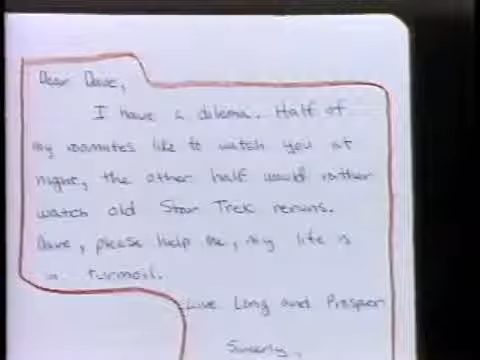 Dear Dave,
I have a dilema. Half of
my roomates like to watch you at
night, the other half would rather
watch old Star Trek reruns.
Dave, please help me, my life is
in turmoil.
Live Long and Prosper
Sincerly,